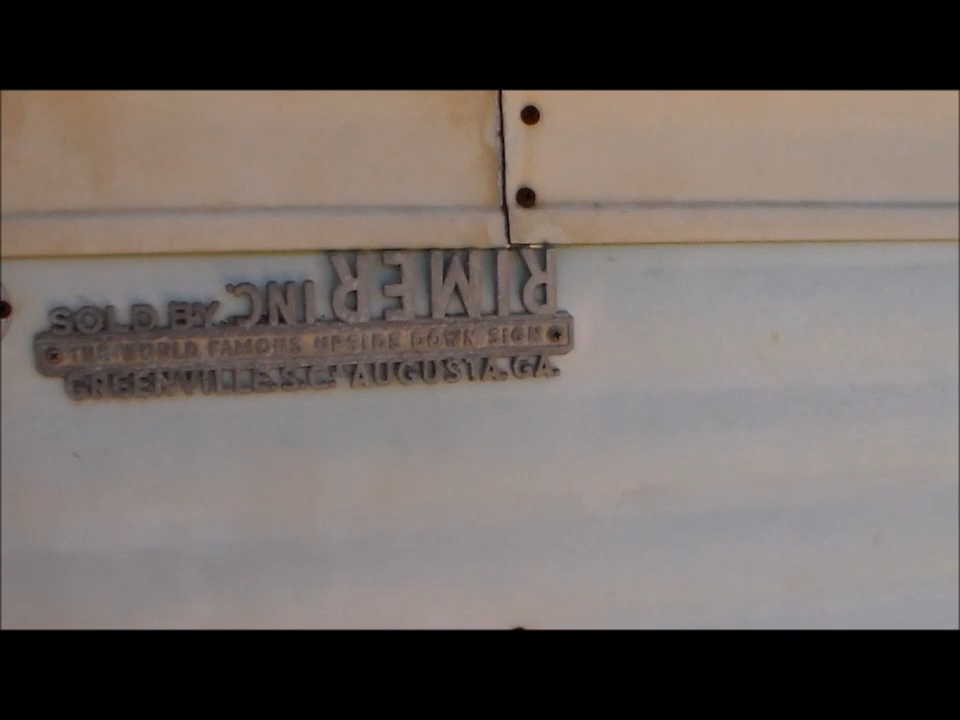 SOLD BY RIMER INC.
THE WORLD FAMOUS UPSIDE DOWN SIGN
GREENVILLE, S.C. AUGUSTA, GA.